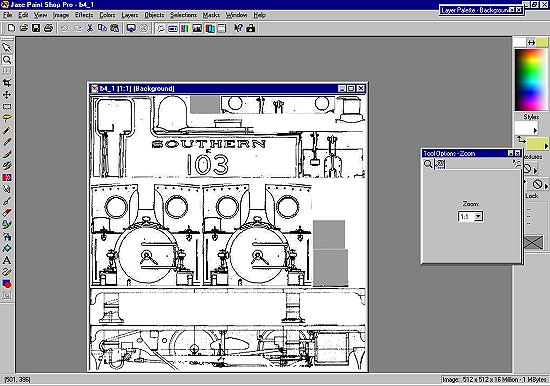 Jasc Paint Shop Pro - b4_1
Layer Palette - Background
File Edit View Image Effects Colors Layers Objects Selections Masks Window Help
b4_1 [1:1] (Background)
SOUTHERN
E
103
Styles
Tool Options - Zoom
Zoom:
1:1
Lock
A
(501, 396)
Image: 512 x 512 x 16 Million - 1 MBytes